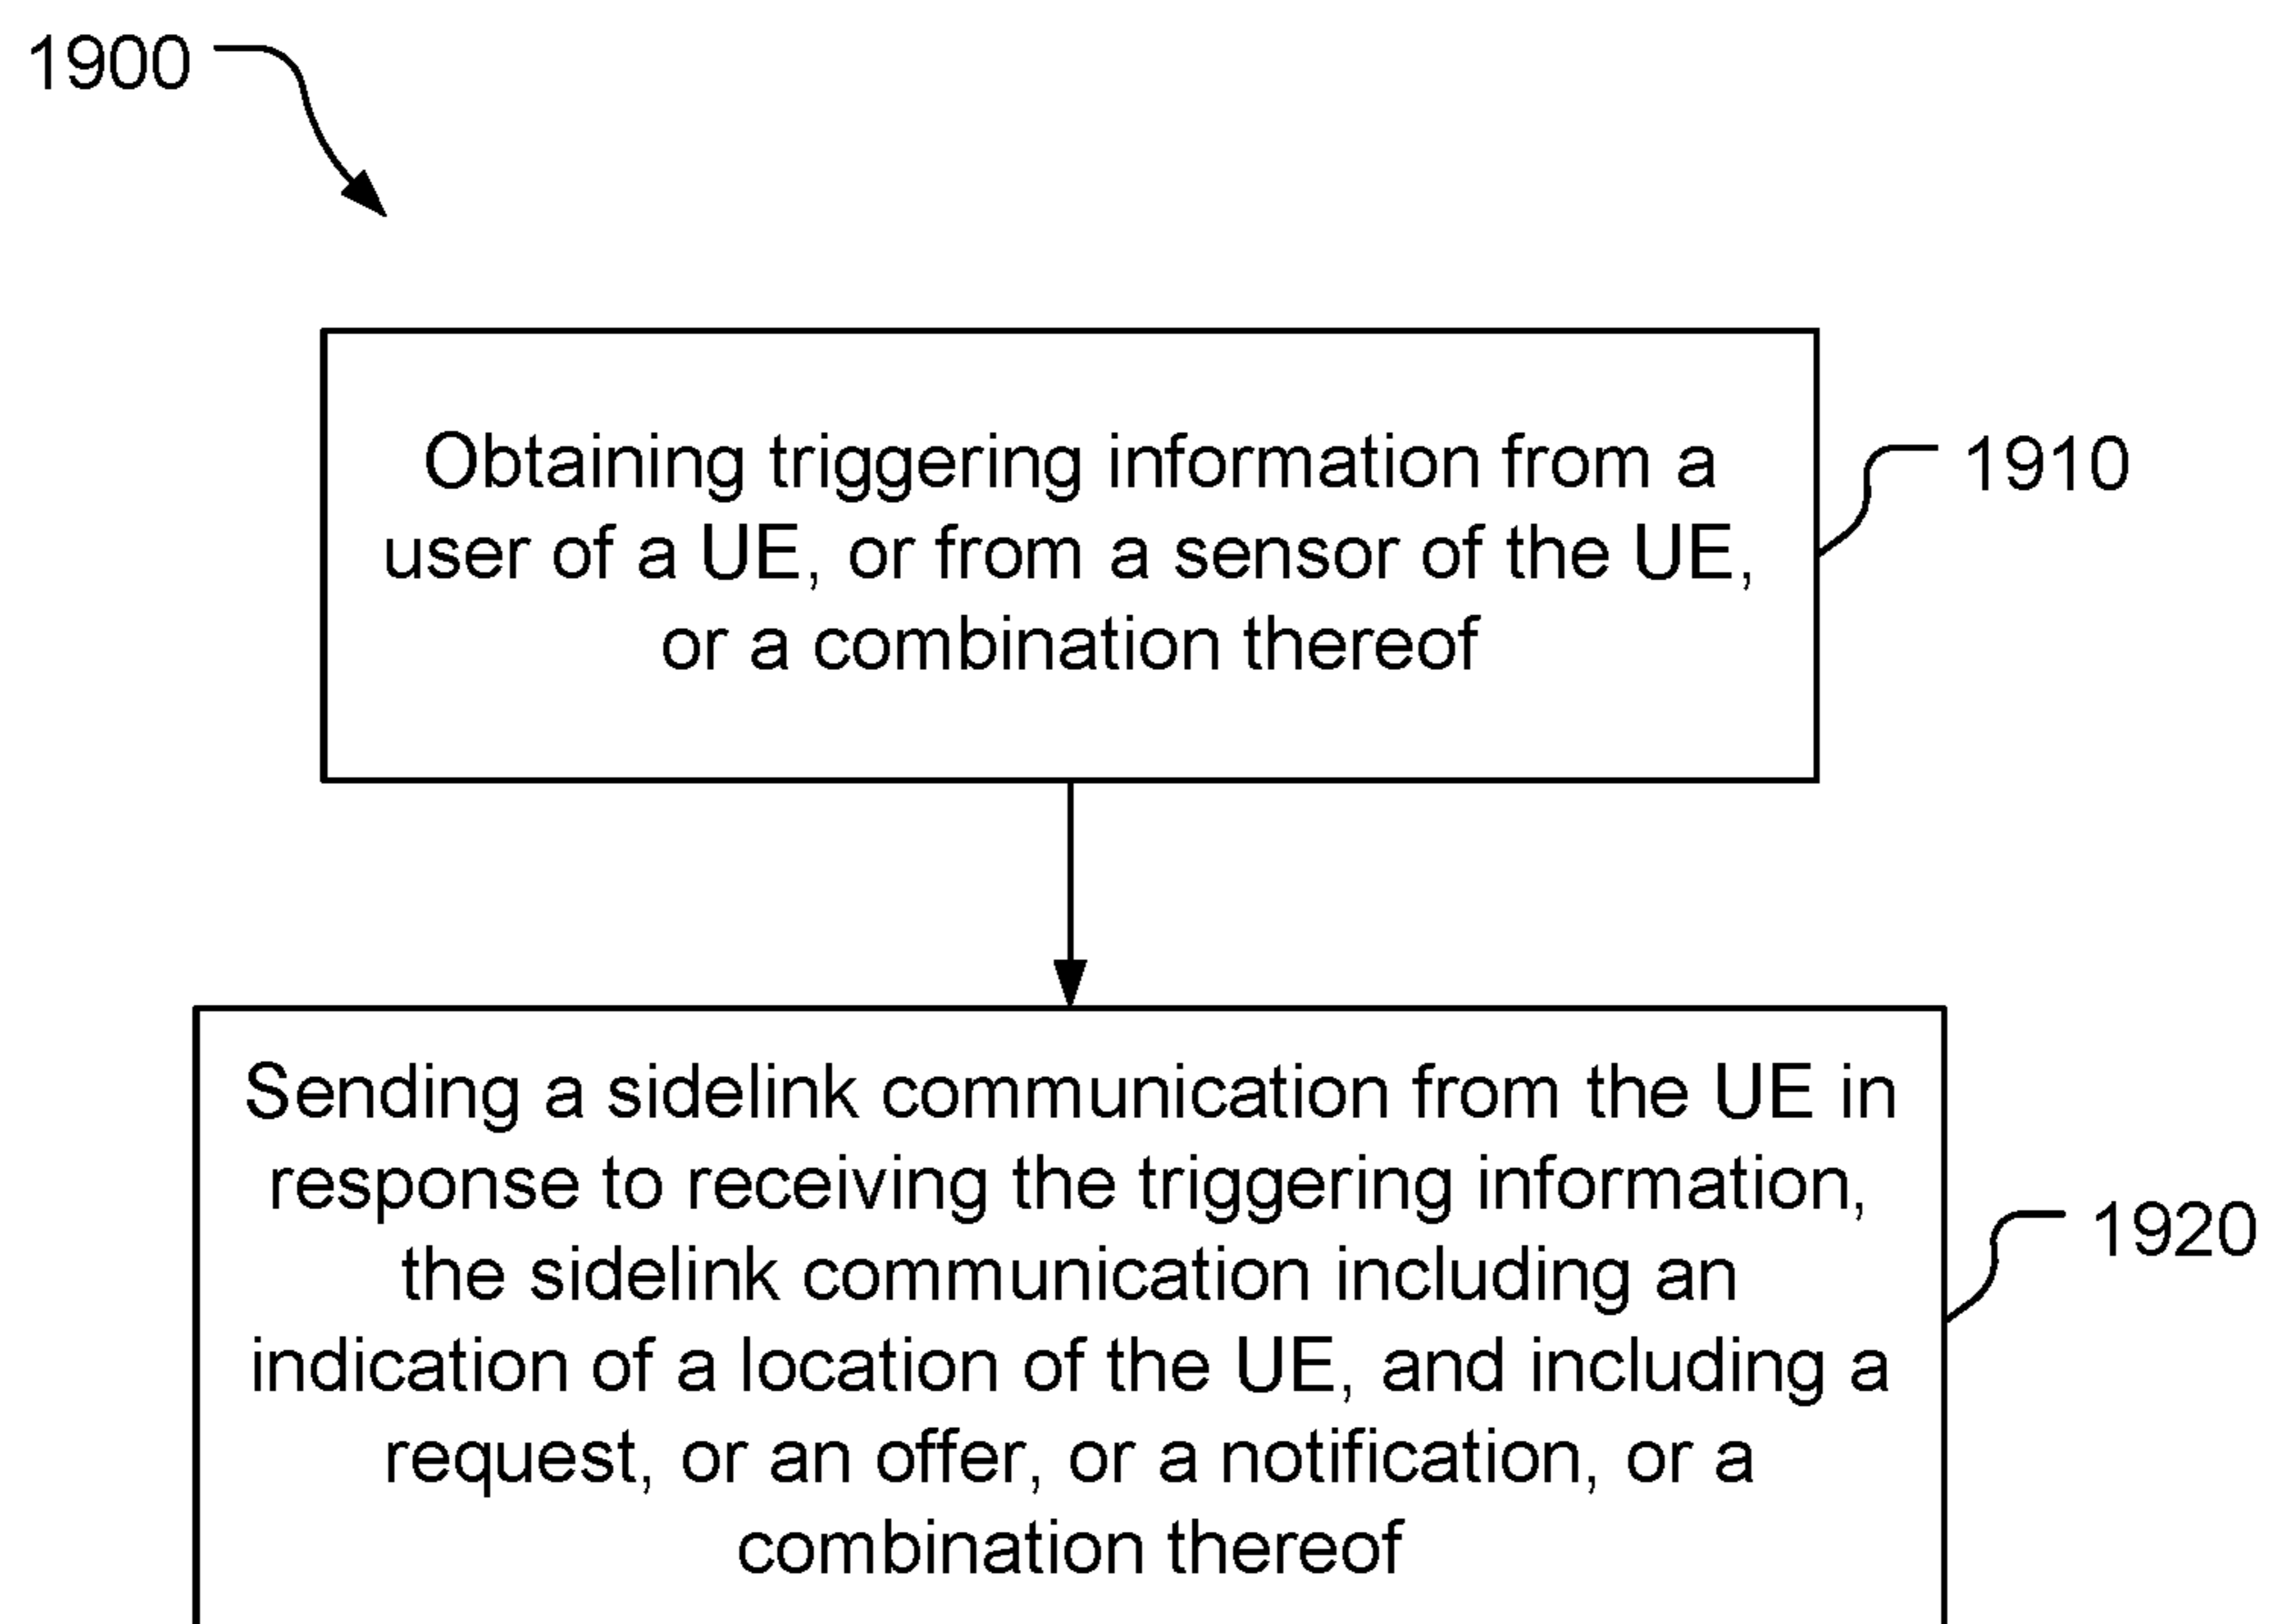 1900
Obtaining triggering information from a
user of a UE, or from a sensor of the UE,
or a combination thereof
1910
Sending a sidelink communication from the UE in
response to receiving the triggering information,
the sidelink communication including an
indication of a location of the UE, and including a
request, or an offer, or a notification, or a
combination thereof
1920